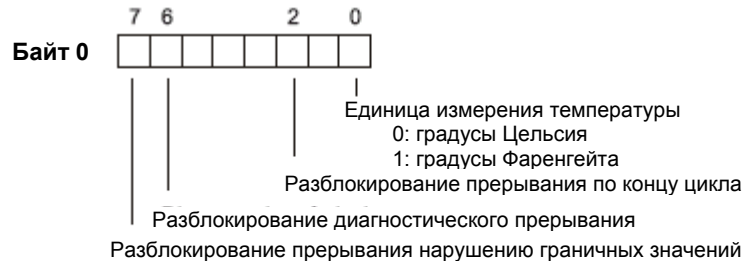 7 6 2 0
Байт 0
Единица измерения температуры
0: градусы Цельсия
1: градусы Фаренгейта
Разблокирование прерывания по концу цикла
Разблокирование диагностического прерывания
Разблокирование прерывания нарушению граничных значений